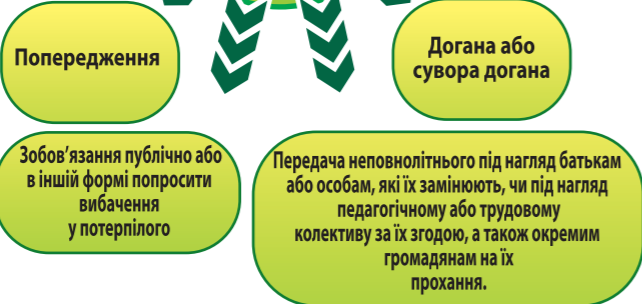 Попередження
Догана або
сувора догана
Зобов’язання публічно або
в іншій формі попросити
вибачення
у потерпілого
Передача неповнолітнього під нагляд батькам
або особам, які їх замінюють, чи під нагляд
педагогічному або трудовому
колективу за їх згодою, а також окремим
громадянам на їх
прохання.